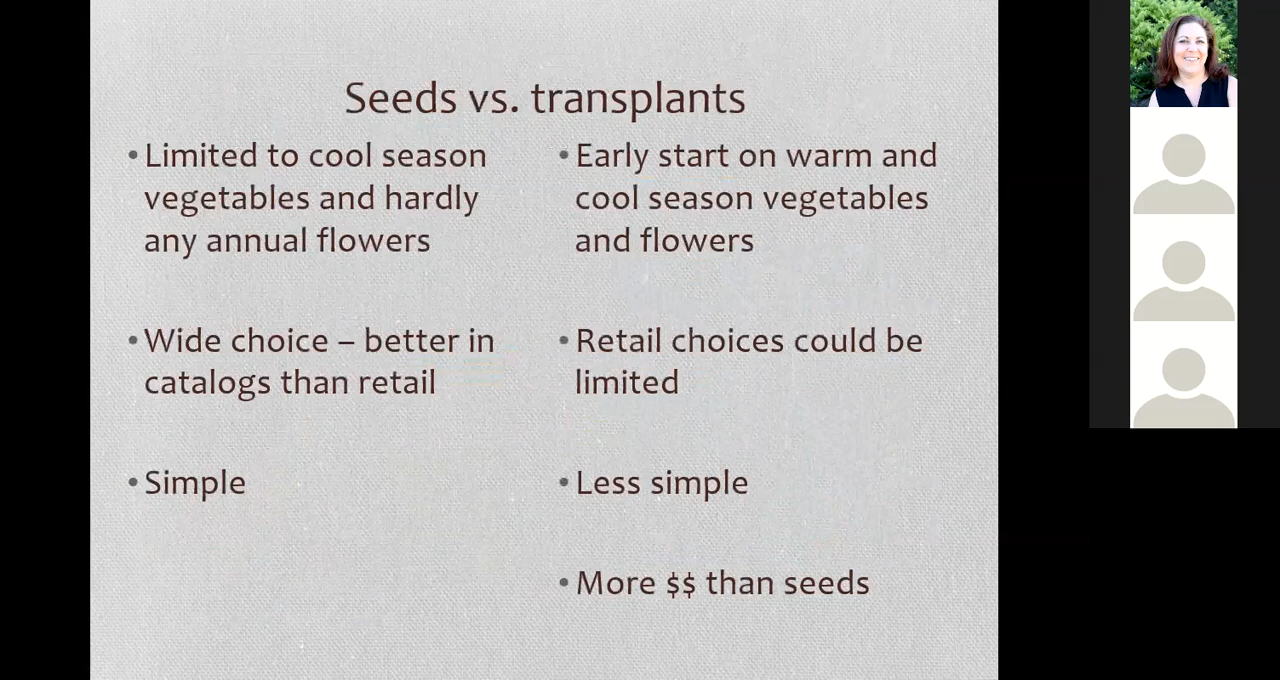 Seeds vs. transplants
• Limited to cool season
vegetables and hardly
any annual flowers
• Wide choice – better in
catalogs than retail
• Simple
• Early start on warm and
cool season vegetables
and flowers
• Retail choices could be
limited
• Less simple
• More $$ than seeds